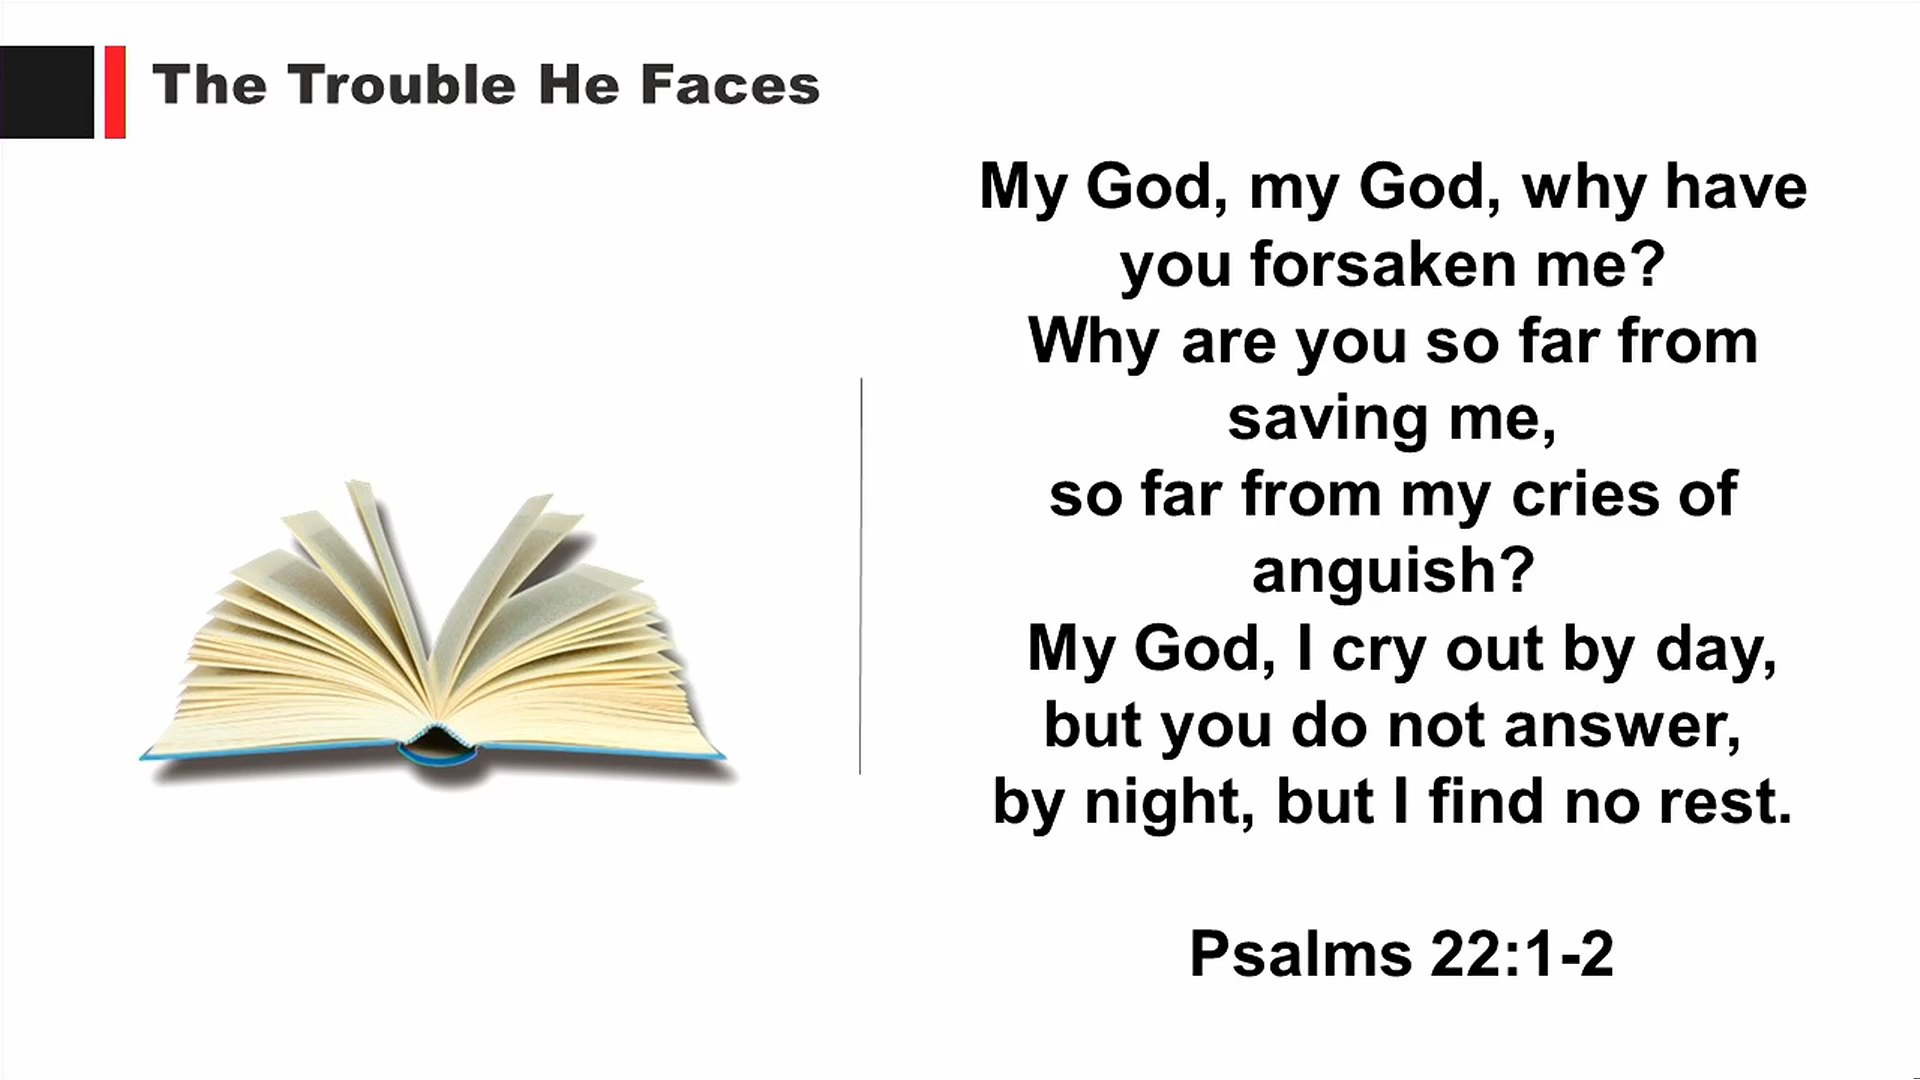 The Trouble He Faces
My God, my God, why have
you forsaken me?
Why are you so far from
saving me,
so far from my cries of
anguish?
My God, I cry out by day,
but you do not answer,
by night, but I find no rest.
Psalms 22:1-2